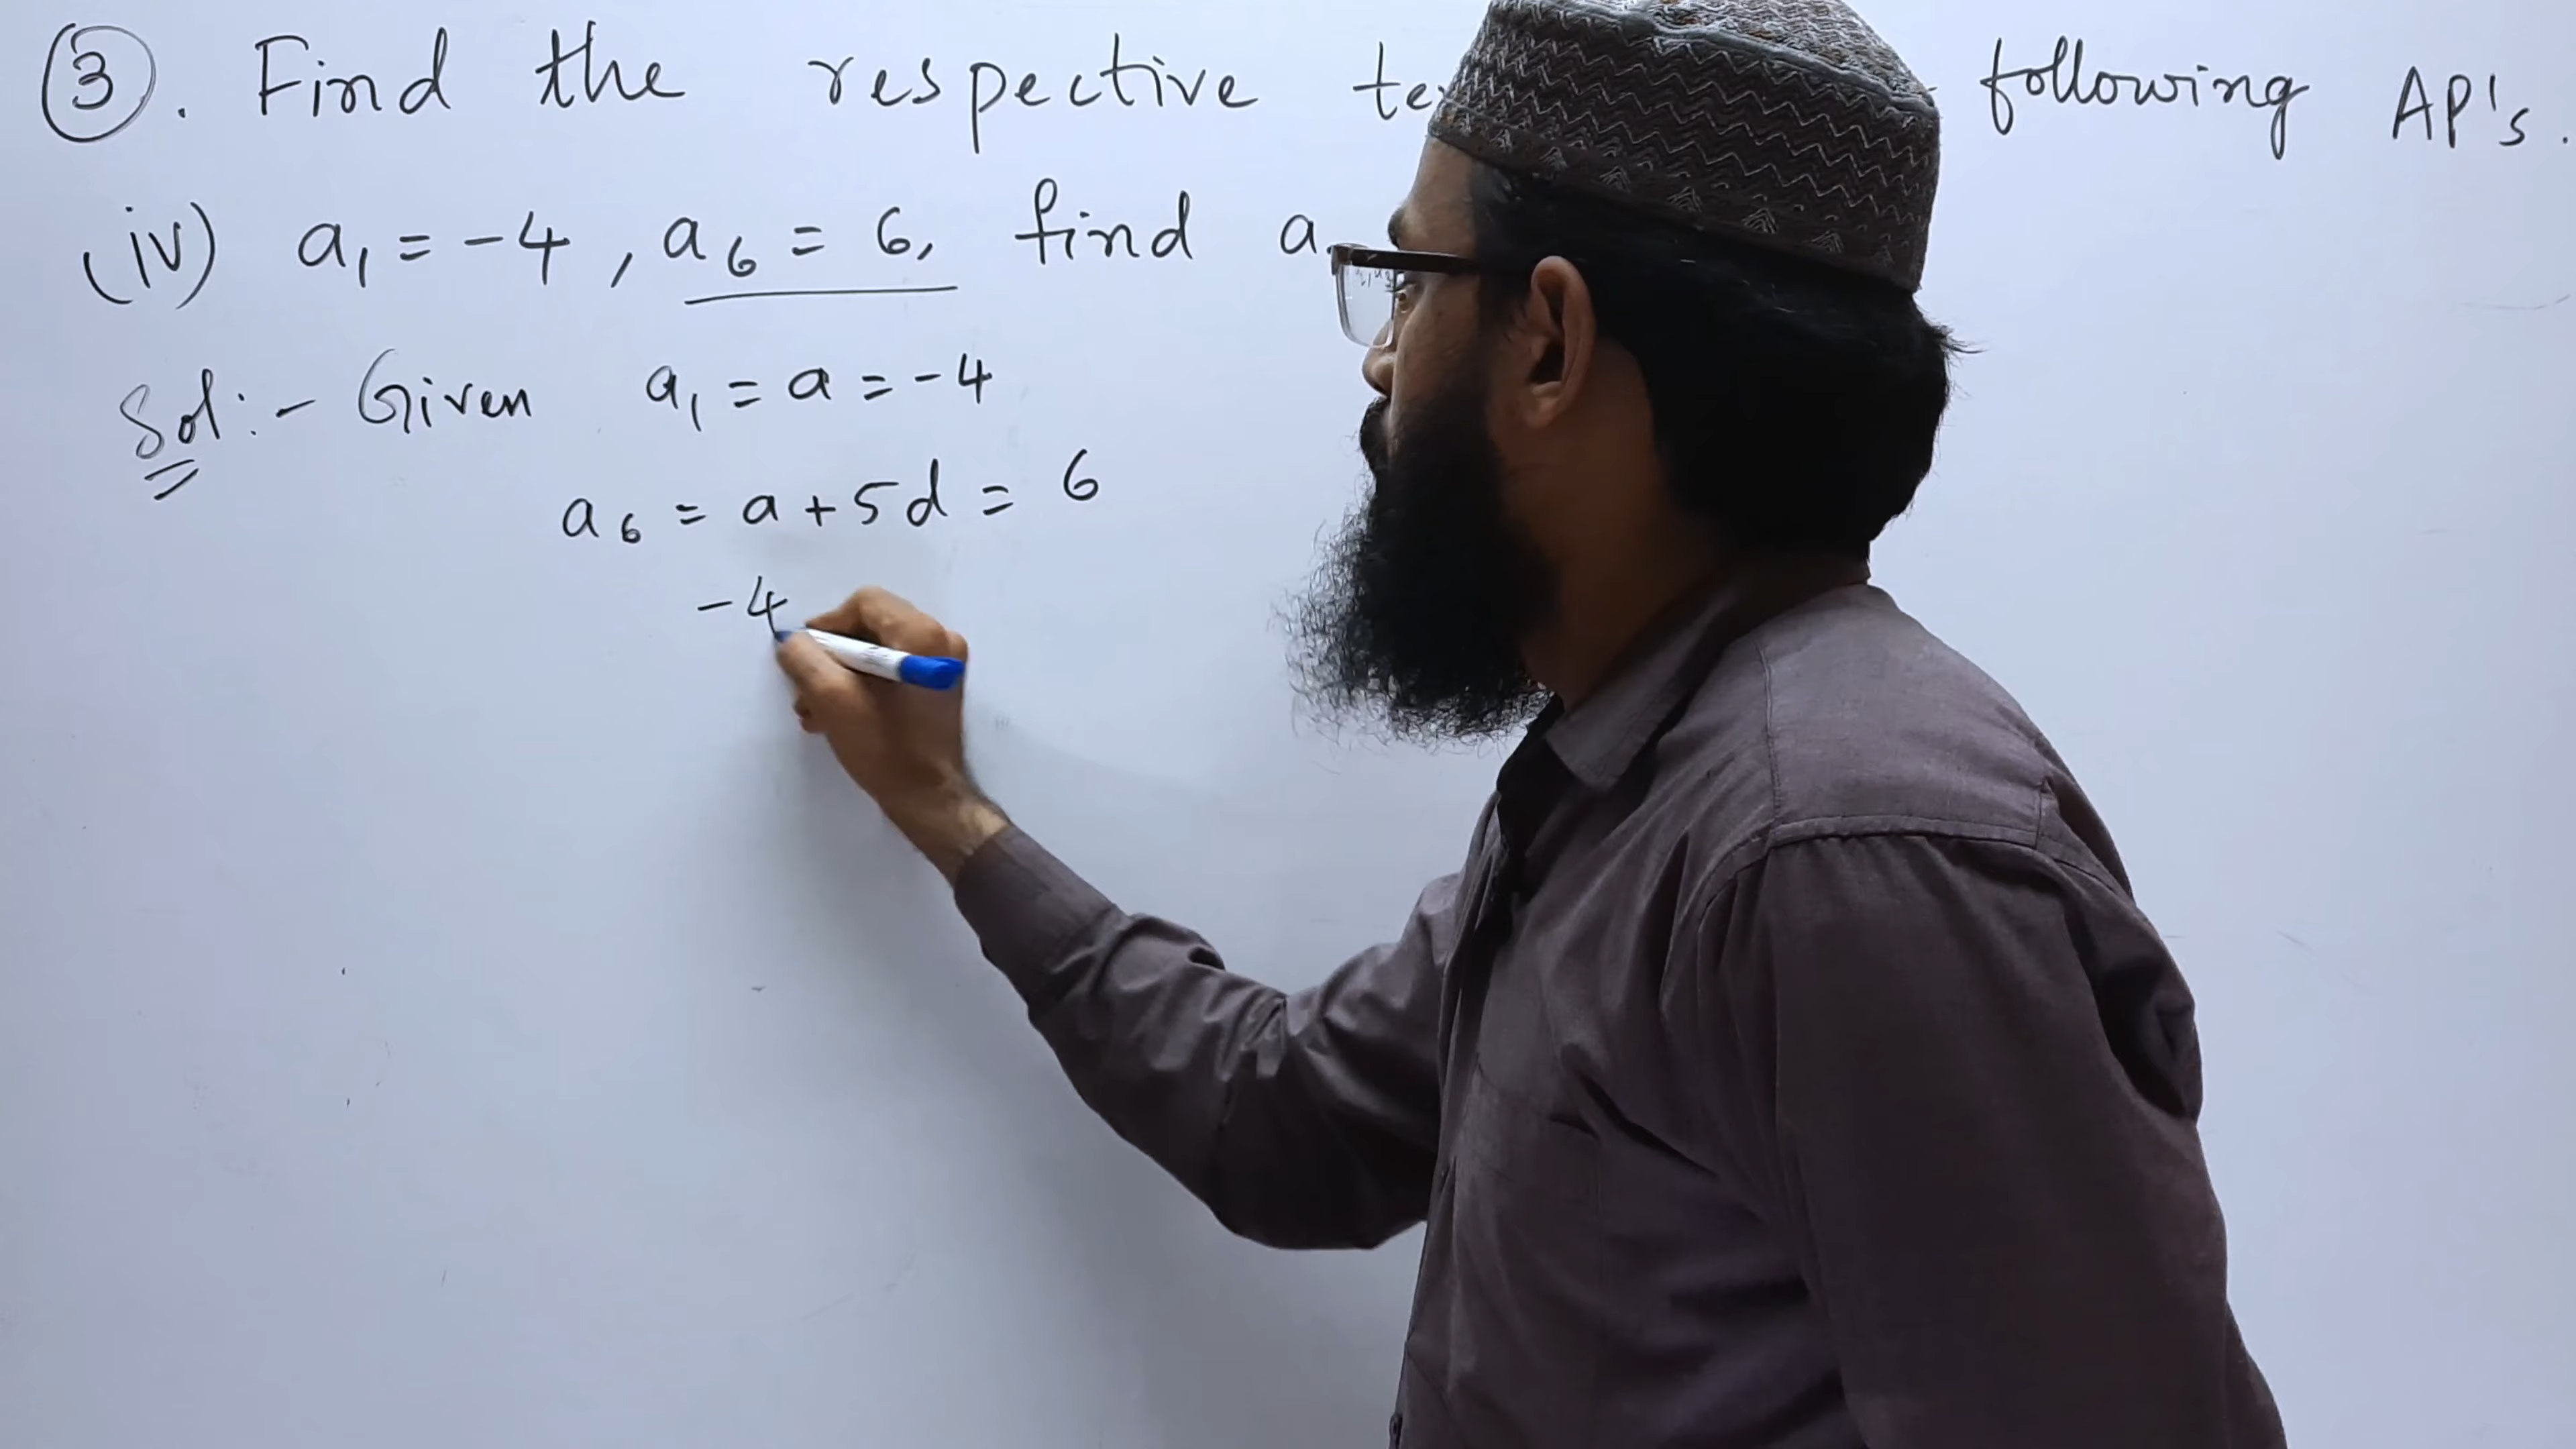 3. Find the respective following AP's.
(iv) a₁ = -4, a₆ = 6, find a
Sol:- Given a₁ = a = -4
a₆ = a + 5d = 6
-4